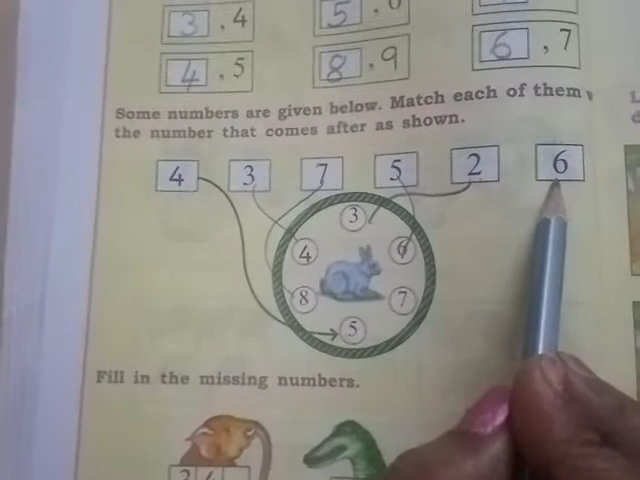 3 , 4
5 ,
4 , 5
8 , 9
6 , 7
Some numbers are given below. Match each of them
the number that comes after as shown.
4 3 7 5 2 6
3
4 6
8 7
5
Fill in the missing numbers.